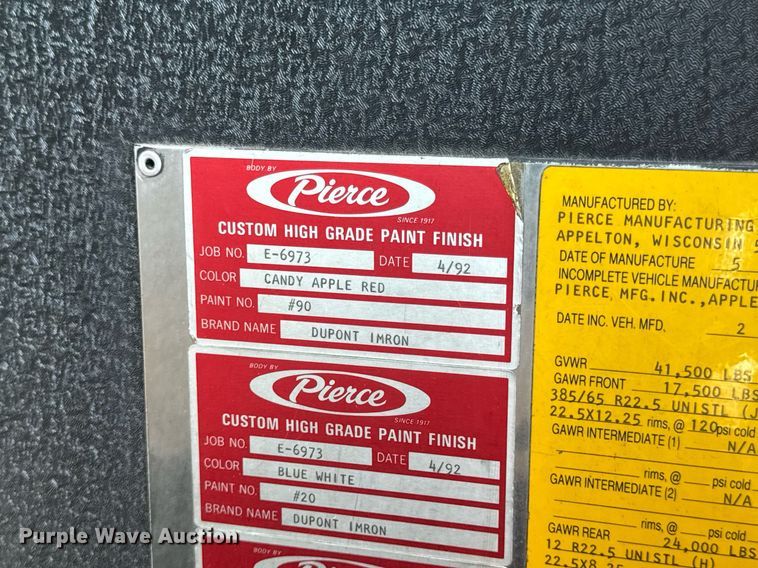 BODY BY
Pierce
SINCE 1917
CUSTOM HIGH GRADE PAINT FINISH
JOB NO. E-6973 DATE 4/92
COLOR CANDY APPLE RED
PAINT NO. #90
BRAND NAME DUPONT IMRON
BODY BY
Pierce
SINCE 1917
CUSTOM HIGH GRADE PAINT FINISH
JOB NO. E-6973 DATE 4/92
COLOR BLUE WHITE
PAINT NO. #20
BRAND NAME DUPONT IMRON
BODY BY
Pierce
MANUFACTURED BY:
PIERCE MANUFACTURING
APPELTON, WISCONSIN 5
DATE OF MANUFACTURE 5
INCOMPLETE VEHICLE MANUFACTUR
PIERCE MFG.INC.,APPLE
DATE INC. VEH. MFD. 2
GVWR 41,500 LBS
GAWR FRONT 17,500 LBS
385/65 R22.5 UNISTL (J
22.5X12.25 rims, @ 120 psi cold
GAWR INTERMEDIATE (1) N/A
rims, @ psi cold
GAWR INTERMEDIATE (2) N/A
rims, @ psi cold
GAWR REAR 24,000 LBS
12 R22.5 UNISTL (H)
22.5X8.25
Purple Wave Auction